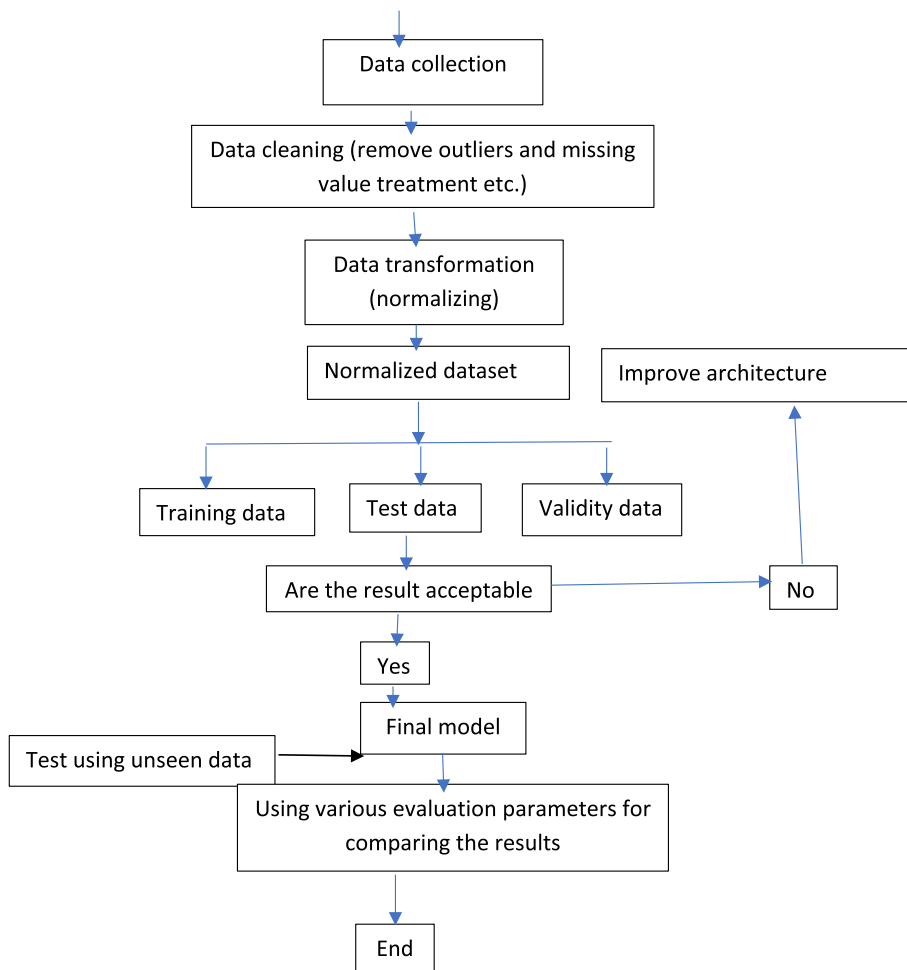 Data collection
Data cleaning (remove outliers and missing
value treatment etc.)
Data transformation
(normalizing)
Normalized dataset
Improve architecture
Training data
Test data
Validity data
Are the result acceptable
No
Yes
Final model
Test using unseen data
Using various evaluation parameters for
comparing the results
End